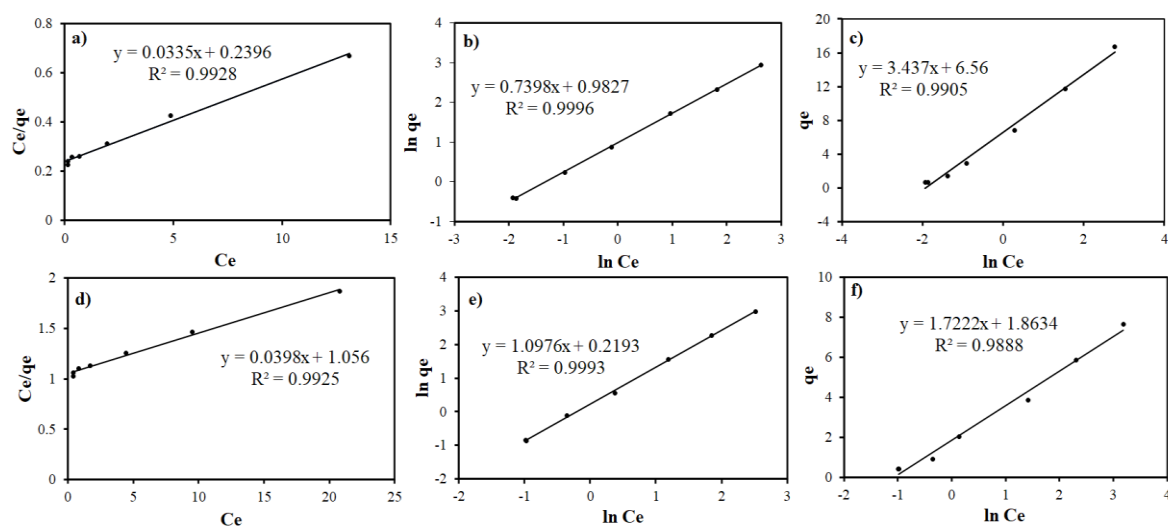 a)
y = 0.0335x + 0.2396
R² = 0.9928
Ce/qe
0.8
0.6
0.4
0.2
0
0 5 10 15
Ce
b)
y = 0.7398x + 0.9827
R² = 0.9996
ln qe
4
3
2
1
0
-1
-3 -2 -1 0 1 2 3
ln Ce
c)
y = 3.437x + 6.56
R² = 0.9905
qe
20
16
12
8
4
0
-4
-4 -2 0 2 4
ln Ce
d)
y = 0.0398x + 1.056
R² = 0.9925
Ce/qe
2
1.5
1
0.5
0
0 5 10 15 20 25
Ce
e)
y = 1.0976x + 0.2193
R² = 0.9993
ln qe
4
3
2
1
0
-1
-2
-2 -1 0 1 2 3
ln Ce
f)
y = 1.7222x + 1.8634
R² = 0.9888
qe
10
8
6
4
2
0
-2 -1 0 1 2 3 4
ln Ce